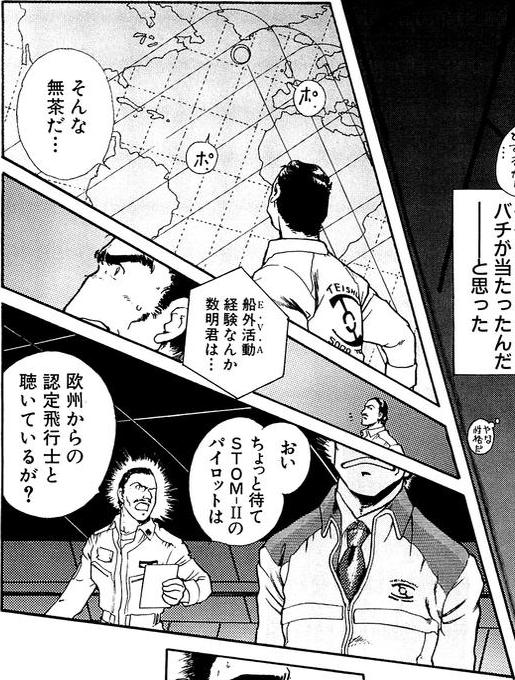 バチが当たったんだ
――と思った
そんな
無茶だ…
ポ
ポ
TEISH
E.V.A
船外活動
経験なんか
数明君は…
おい
ちょっと待て
STOM-Ⅱの
パイロットは
欧州からの
認定飛行士と
聴いているが?